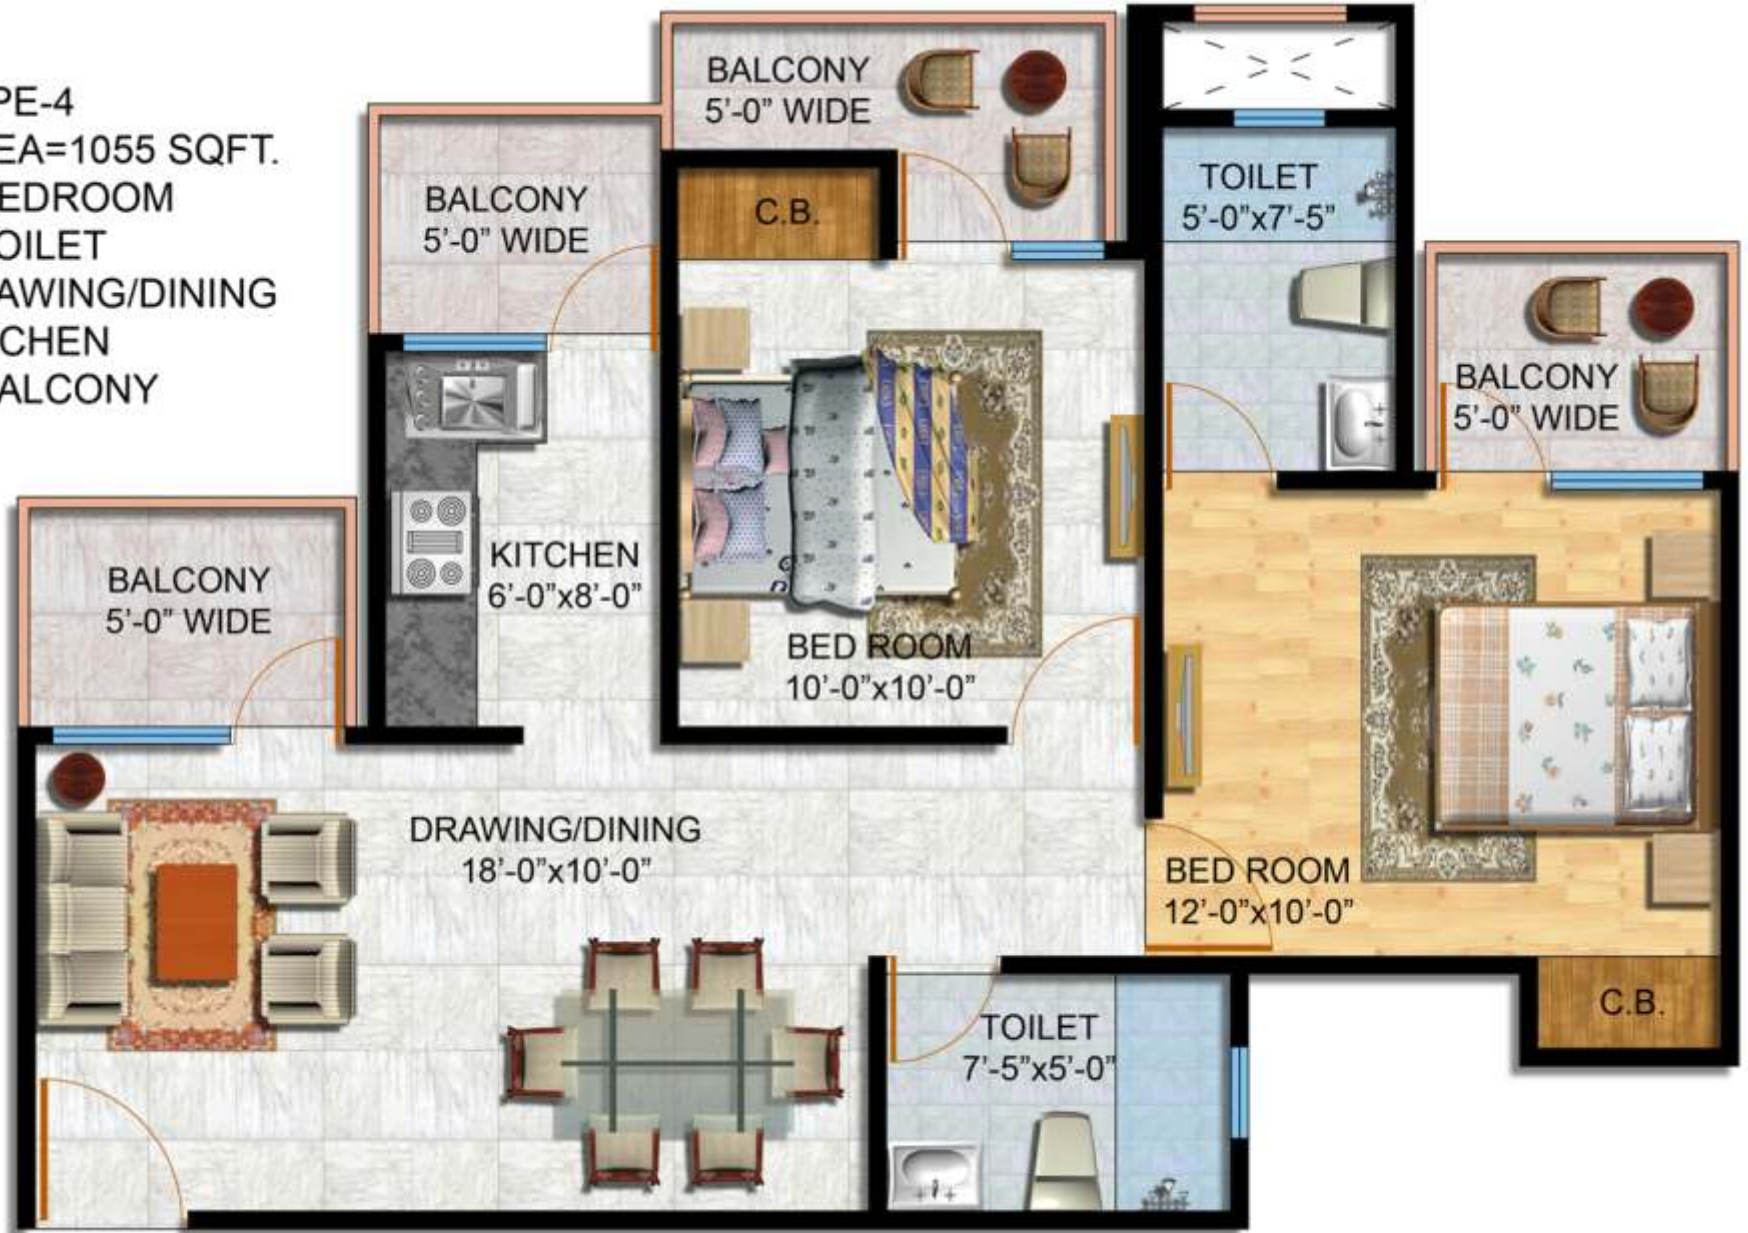 PE-4
EA=1055 SQFT.
EDROOM
OILET
AWING/DINING
CHEN
ALCONY
BALCONY
5'-0" WIDE
BALCONY
5'-0" WIDE
C.B.
TOILET
5'-0"x7'-5"
BALCONY
5'-0" WIDE
BALCONY
5'-0" WIDE
KITCHEN
6'-0"x8'-0"
BED ROOM
10'-0"x10'-0"
DRAWING/DINING
18'-0"x10'-0"
BED ROOM
12'-0"x10'-0"
C.B.
TOILET
7'-5"x5'-0"